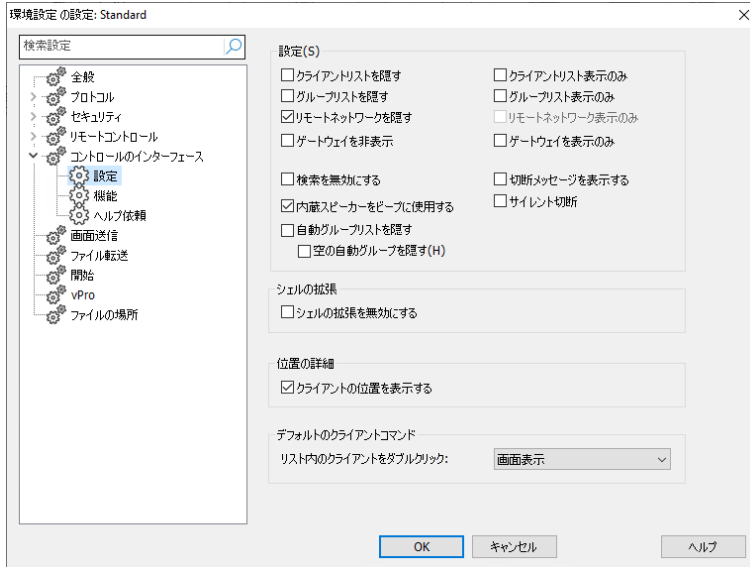 環境設定 の設定: Standard
検索設定
全般
プロトコル
セキュリティ
リモートコントロール
コントロールのインターフェース
設定
機能
ヘルプ依頼
画面送信
ファイル転送
開始
vPro
ファイルの場所
設定(S)
クライアントリストを隠す
クライアントリスト表示のみ
グループリストを隠す
グループリスト表示のみ
リモートネットワークを隠す
リモートネットワーク表示のみ
ゲートウェイを非表示
ゲートウェイを表示のみ
検索を無効にする
切断メッセージを表示する
内蔵スピーカーをビープに使用する
サイレント切断
自動グループリストを隠す
空の自動グループを隠す(H)
シェルの拡張
シェルの拡張を無効にする
位置の詳細
クライアントの位置を表示する
デフォルトのクライアントコマンド
リスト内のクライアントをダブルクリック:
画面表示
OK
キャンセル
ヘルプ